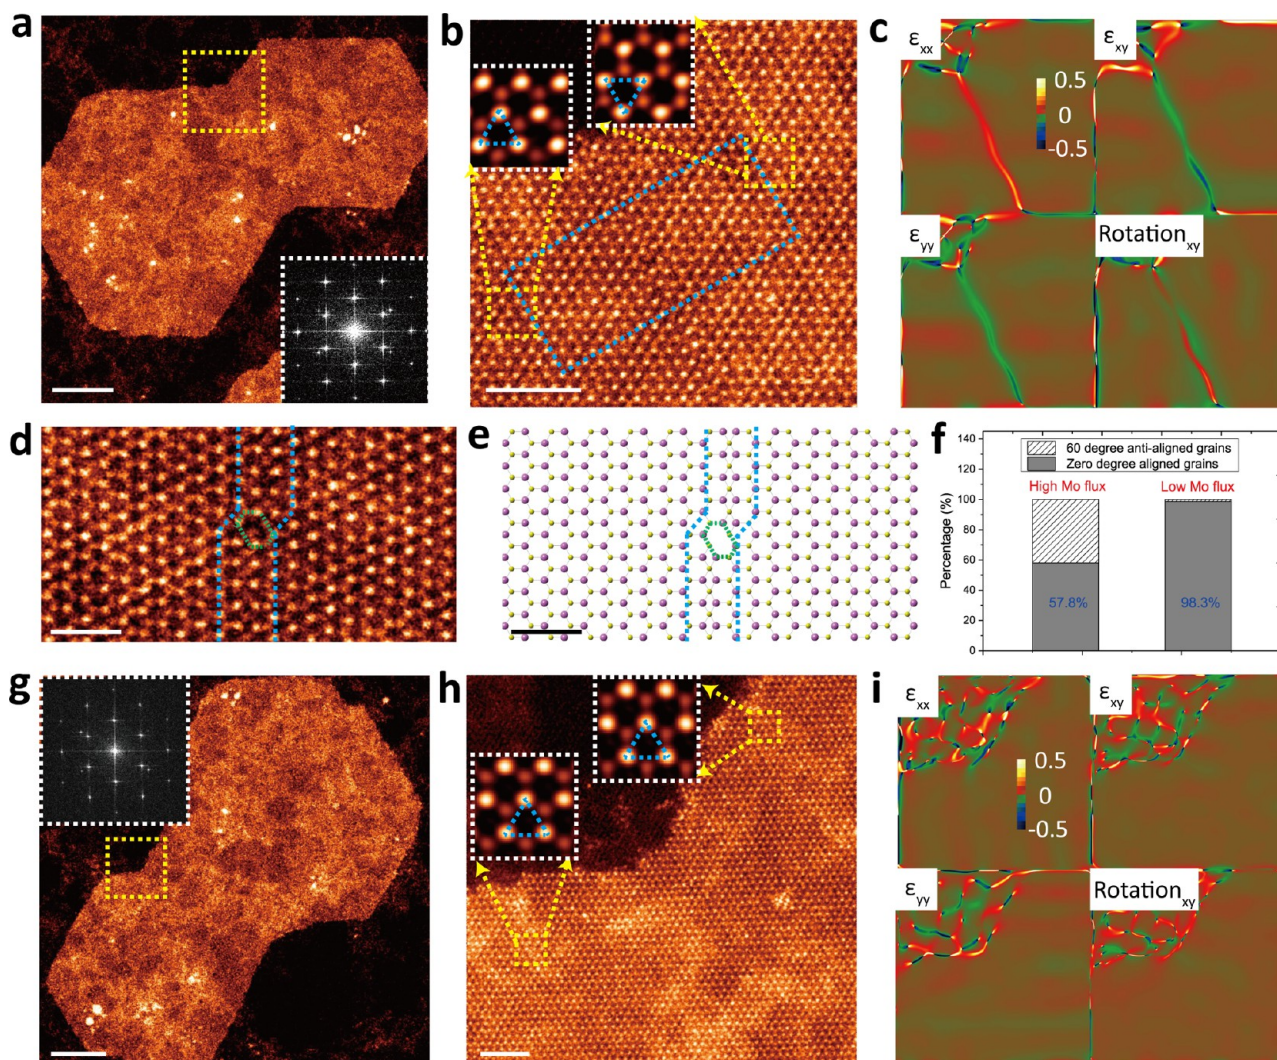 a
b
c
εxx
εxy
0.5
0
-0.5
εyy
Rotationxy
d
e
f
140
120
100
80
60
40
20
0
Percentage (%)
60 degree anti-aligned grains
Zero degree aligned grains
High Mo flux
Low Mo flux
57.8%
98.3%
g
h
i
εxx
εxy
0.5
0
-0.5
εyy
Rotationxy